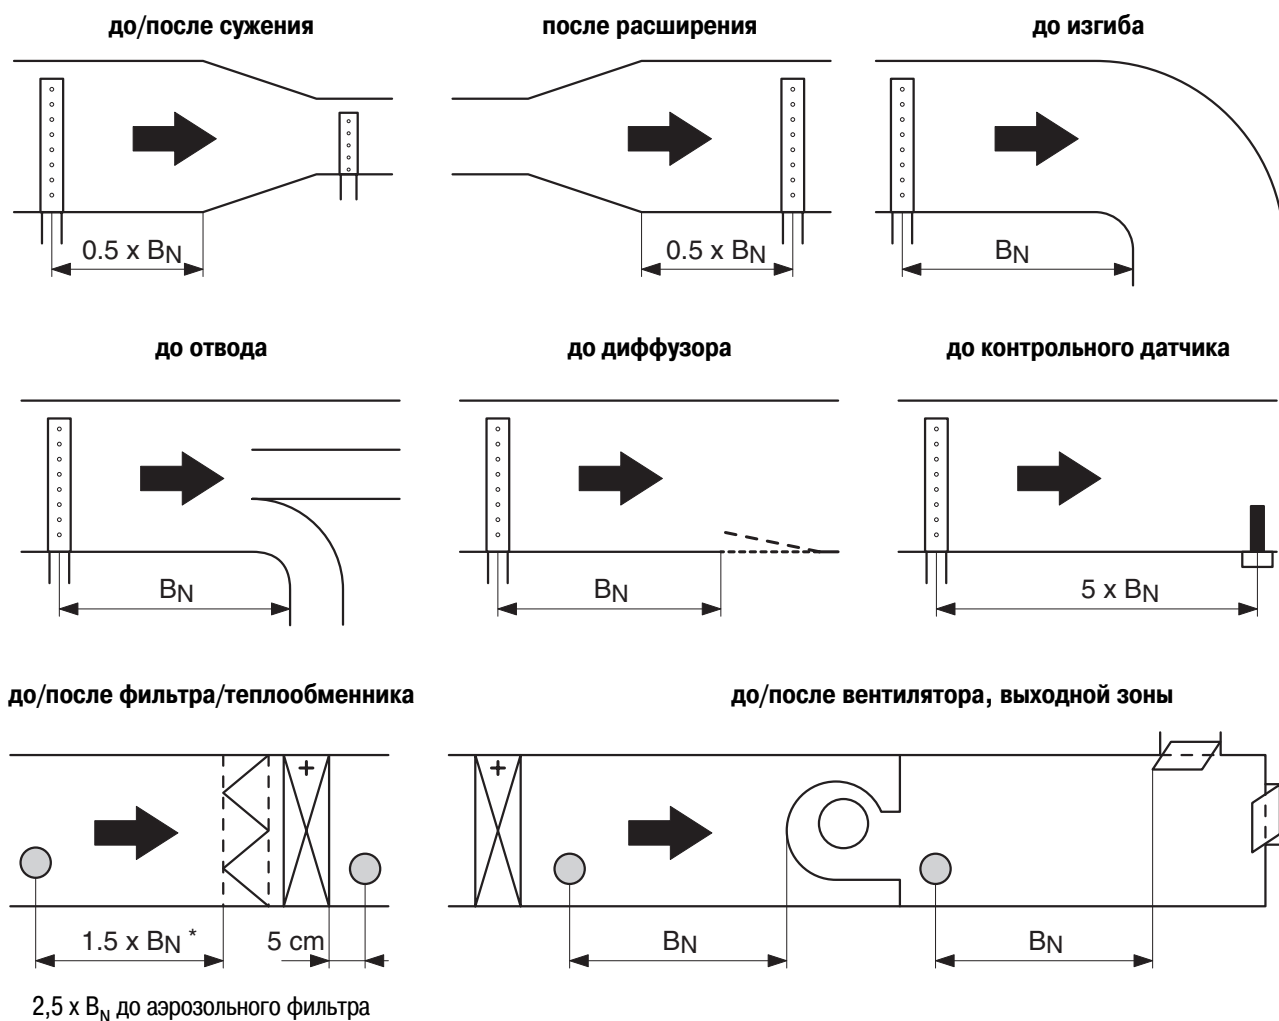 до/после сужения
после расширения
до изгиба
0.5 x BN
0.5 x BN
BN
до отвода
до диффузора
до контрольного датчика
BN
BN
5 x BN
до/после фильтра/теплообменника
до/после вентилятора, выходной зоны
+
+
1.5 x BN *
5 cm
BN
BN
2,5 x BN до аэрозольного фильтра